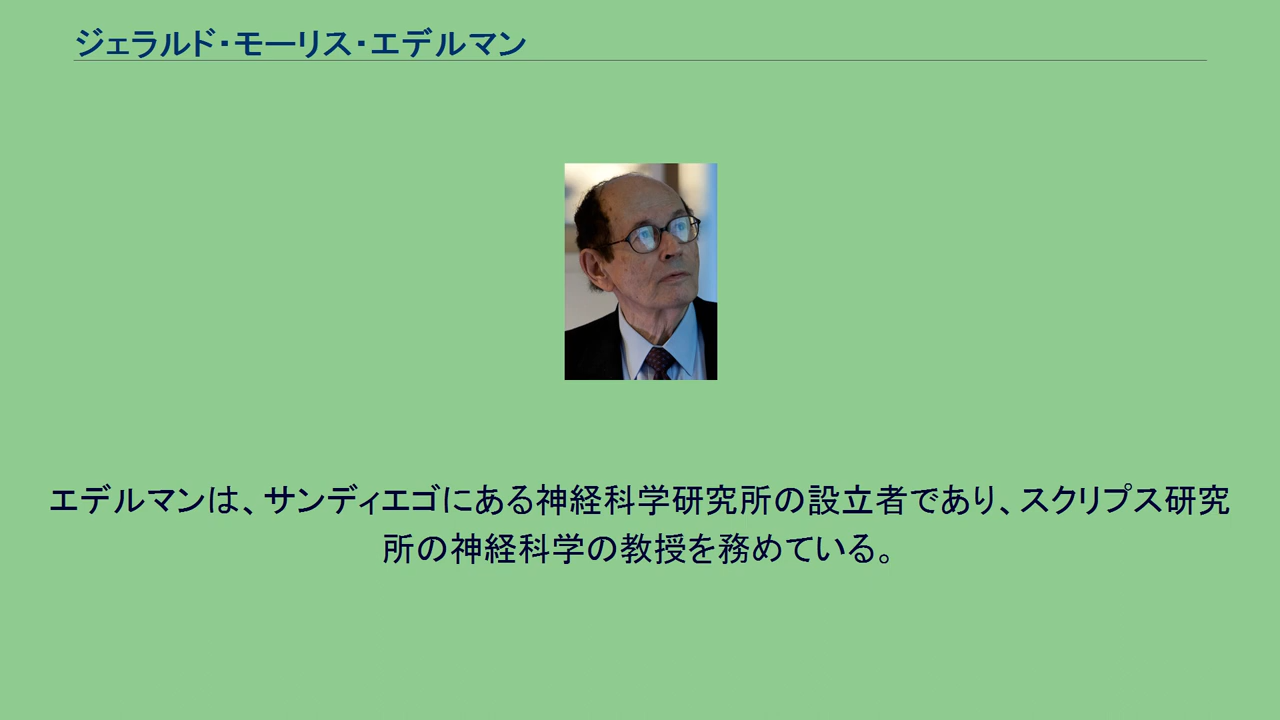 ジェラルド・モーリス・エデルマン
エデルマンは、サンディエゴにある神経科学研究所の設立者であり、スクリプス研究
所の神経科学の教授を務めている。